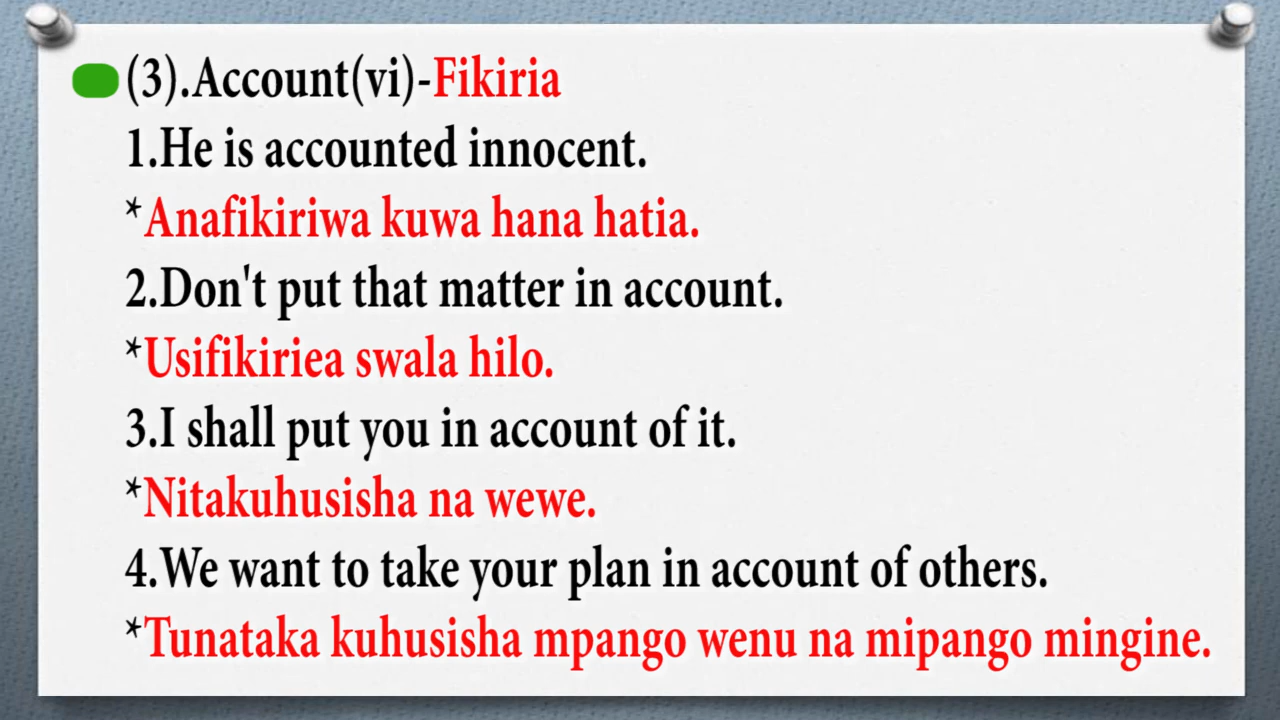 (3).Account(vi)-Fikiria
1.He is accounted innocent.
*Anafikiriwa kuwa hana hatia.
2.Don't put that matter in account.
*Usifikiriea swala hilo.
3.I shall put you in account of it.
*Nitakuhusisha na wewe.
4.We want to take your plan in account of others.
*Tunataka kuhusisha mpango wenu na mipango mingine.